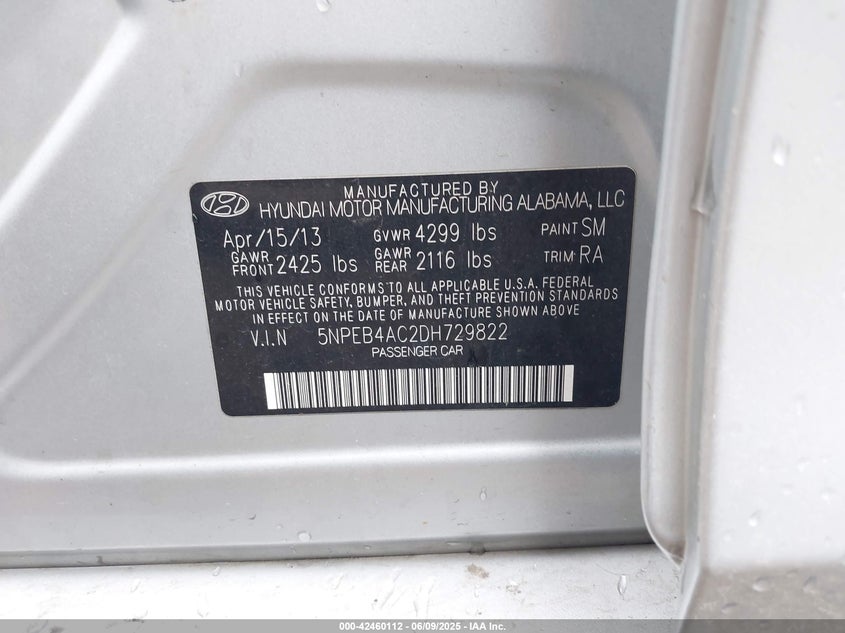 MANUFACTURED BY
HYUNDAI MOTOR MANUFACTURING ALABAMA, LLC
Apr/15/13 GVWR 4299 lbs PAINT SM
GAWR FRONT 2425 lbs GAWR REAR 2116 lbs TRIM: RA
THIS VEHICLE CONFORMS TO ALL APPLICABLE U.S.A. FEDERAL
MOTOR VEHICLE SAFETY, BUMPER, AND THEFT PREVENTION STANDARDS
IN EFFECT ON THE DATE OF MANUFACTURE SHOWN ABOVE.
V.I.N 5NPEB4AC2DH729822
PASSENGER CAR A
000-42460112 - 06/09/2025 - IAA Inc.